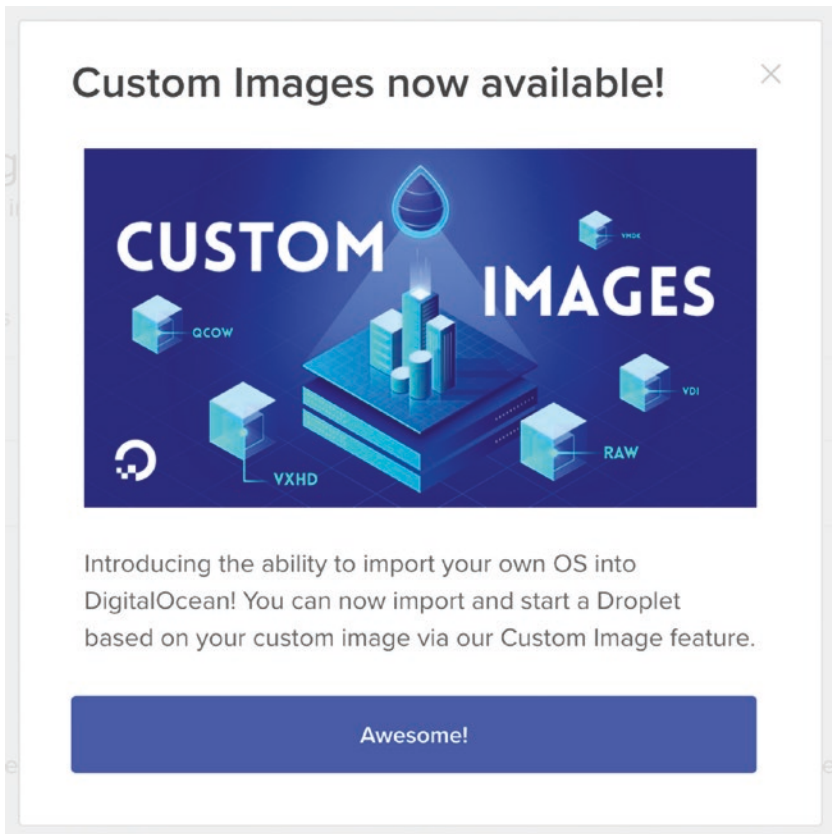 Custom Images now available!
CUSTOM
IMAGES
VMDK
QCOW
VDI
RAW
VXHD
Introducing the ability to import your own OS into
DigitalOcean! You can now import and start a Droplet
based on your custom image via our Custom Image feature.
Awesome!